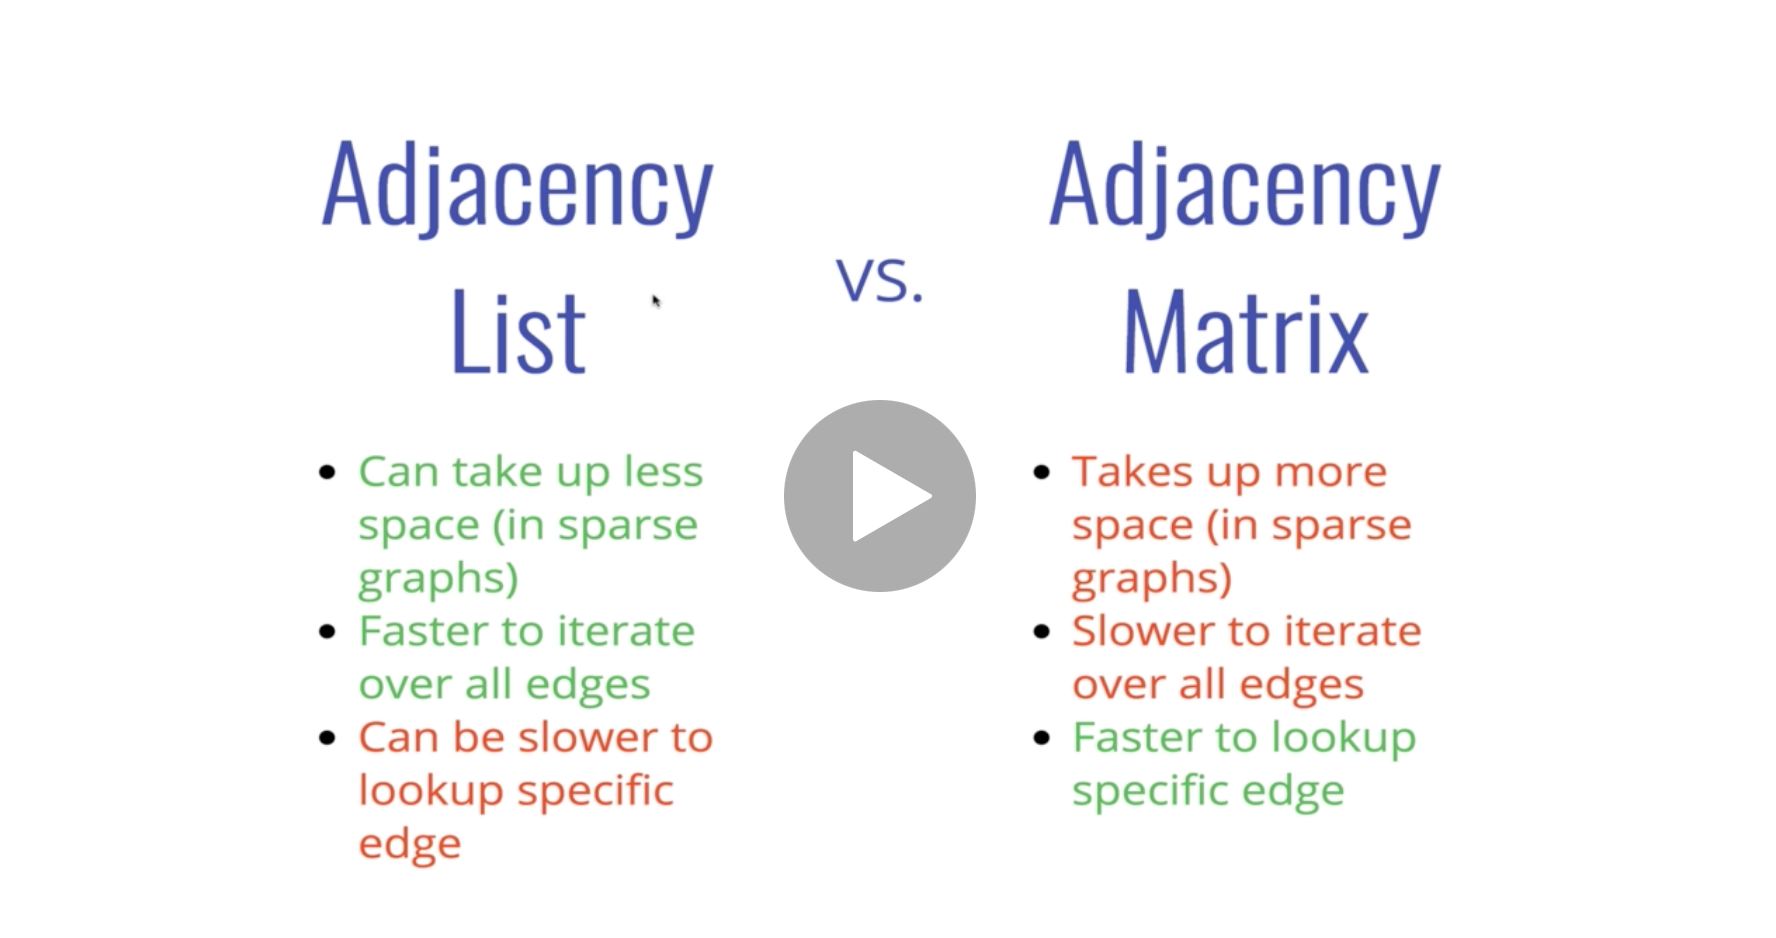 Adjacency
List
vs.
Adjacency
Matrix
Can take up less
space (in sparse
graphs)
Faster to iterate
over all edges
Can be slower to
lookup specific
edge
Takes up more
space (in sparse
graphs)
Slower to iterate
over all edges
Faster to lookup
specific edge